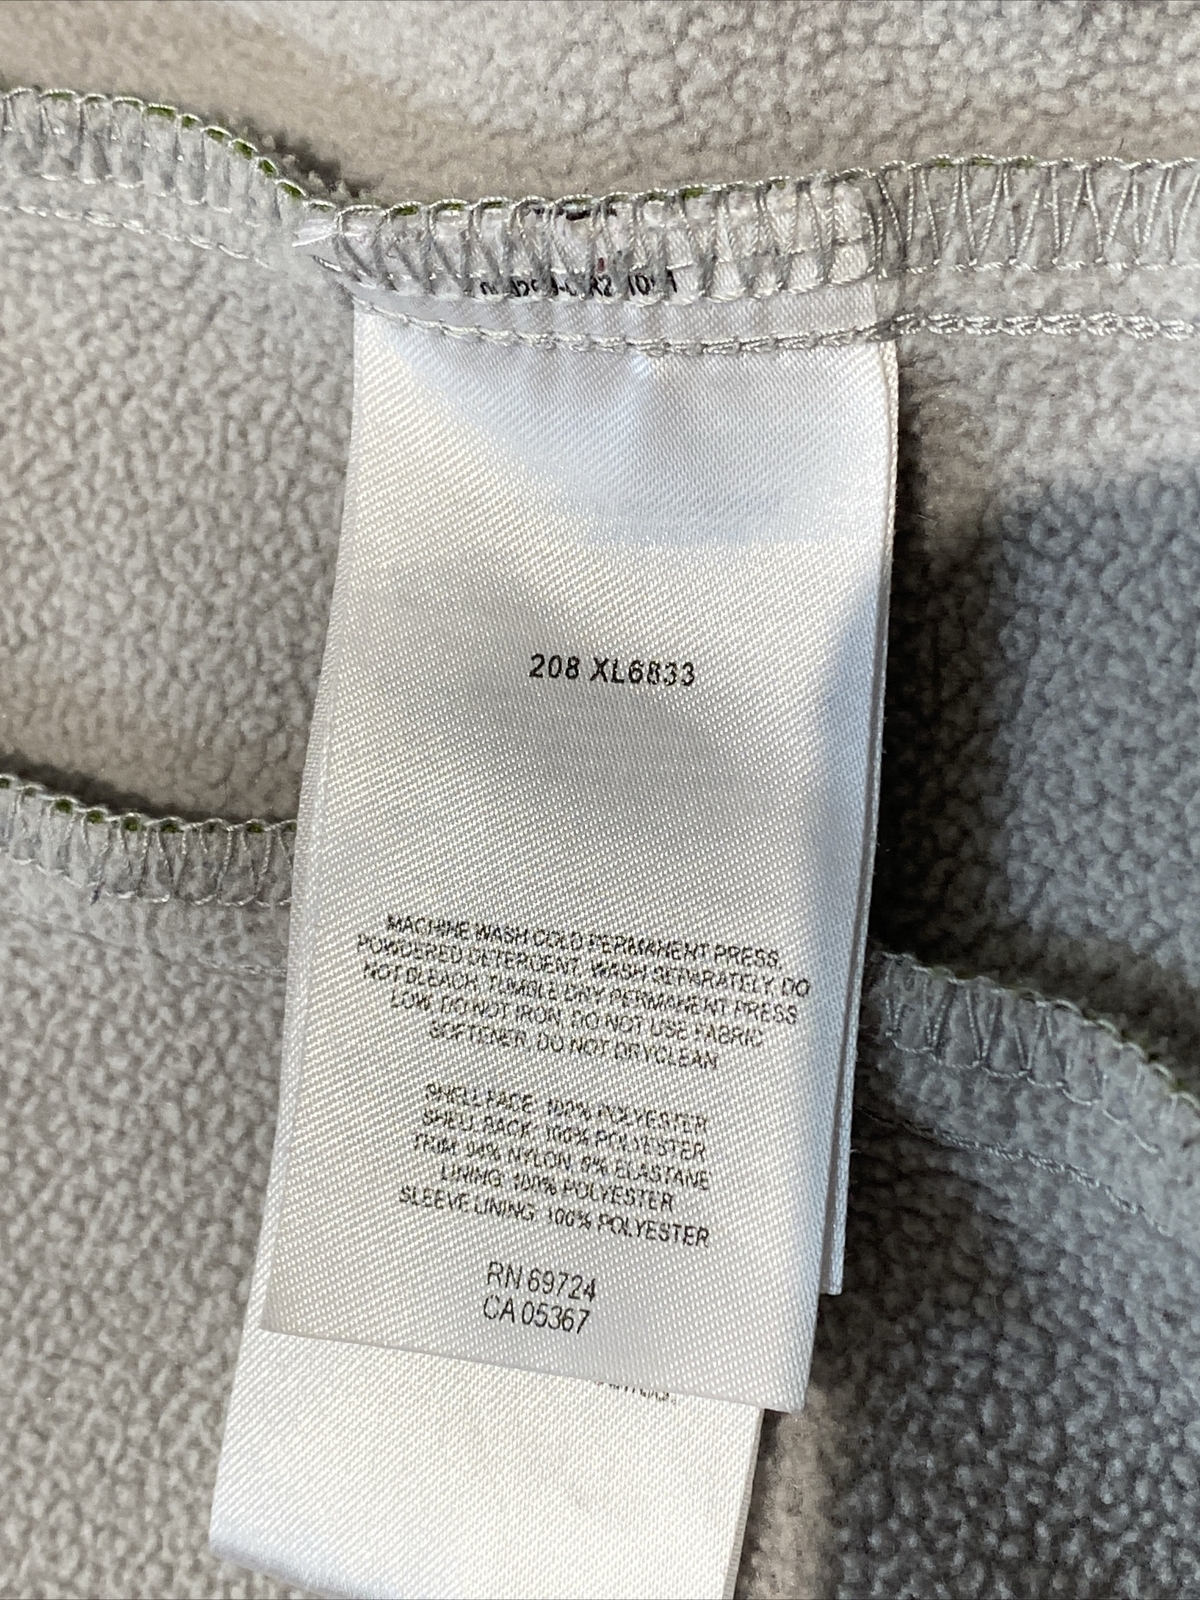 208 XL6833
MACHINE WASH COLD PERMANENT PRESS,
POWDERED DETERGENT, WASH SEPARATELY, DO
NOT BLEACH, TUMBLE DRY PERMANENT PRESS
LOW, DO NOT IRON, DO NOT USE FABRIC
SOFTENER, DO NOT DRYCLEAN
SHELL FACE: 100% POLYESTER
SHELL BACK: 100% POLYESTER
TRIM: 94% NYLON, 6% ELASTANE
LINING: 100% POLYESTER
SLEEVE LINING: 100% POLYESTER
RN 69724
CA 05367